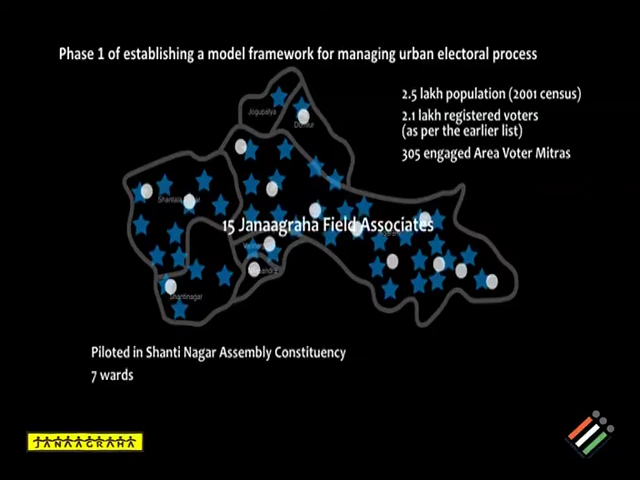 Phase 1 of establishing a model framework for managing urban electoral process
2.5 lakh population (2001 census)
2.1 lakh registered voters
(as per the earlier list)
305 engaged Area Voter Mitras
Jogupalya
Domlur
15 Janaagraha Field Associates
Shantinagar
Piloted in Shanti Nagar Assembly Constituency
7 wards
JANAAGRAHA